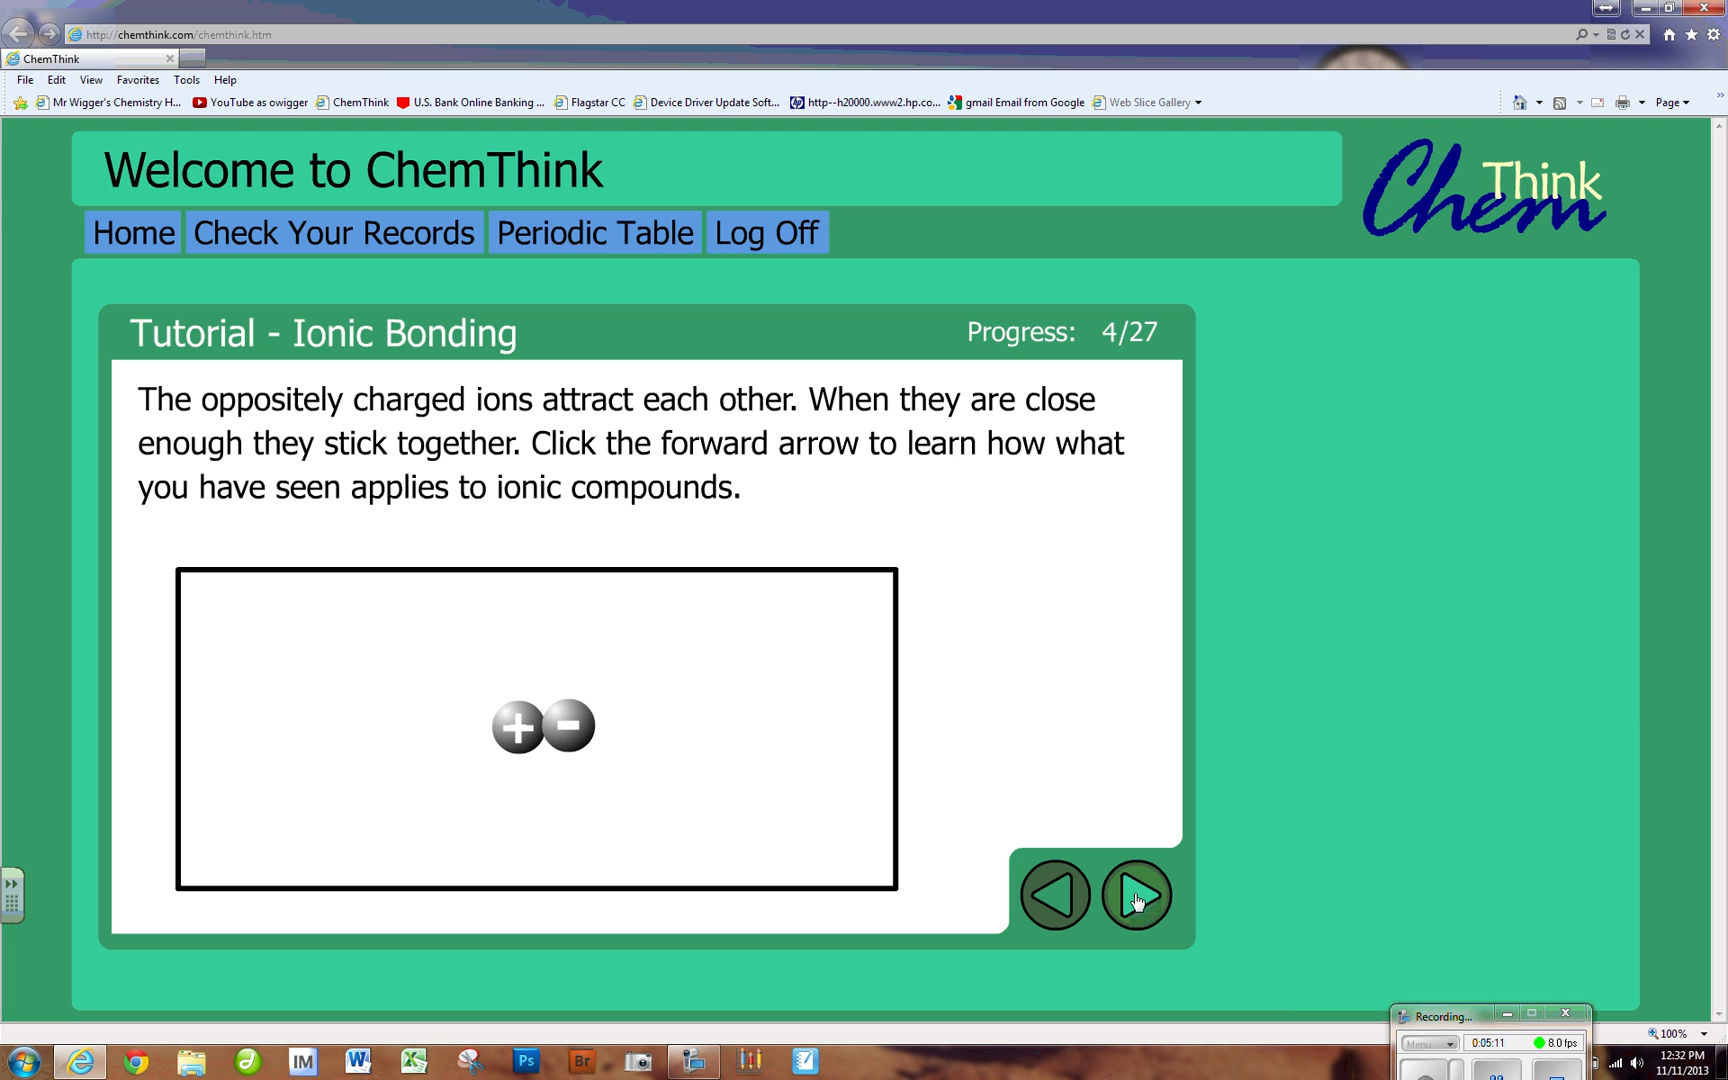 http://chemthink.com/chemthink.htm
ChemThink
File Edit View Favorites Tools Help
Mr Wigger's Chemistry H... YouTube as owigger ChemThink U.S. Bank Online Banking ... Flagstar CC Device Driver Update Soft... http--h20000.www2.hp.co... gmail Email from Google Web Slice Gallery Page
Welcome to ChemThink
Chem Think
Home Check Your Records Periodic Table Log Off
Tutorial - Ionic Bonding Progress: 4/27
The oppositely charged ions attract each other. When they are close
enough they stick together. Click the forward arrow to learn how what
you have seen applies to ionic compounds.
+ -
Recording...
100%
Menu 0:05:11 8.0 fps
IM W X Ps Br
12:32 PM
11/11/2013